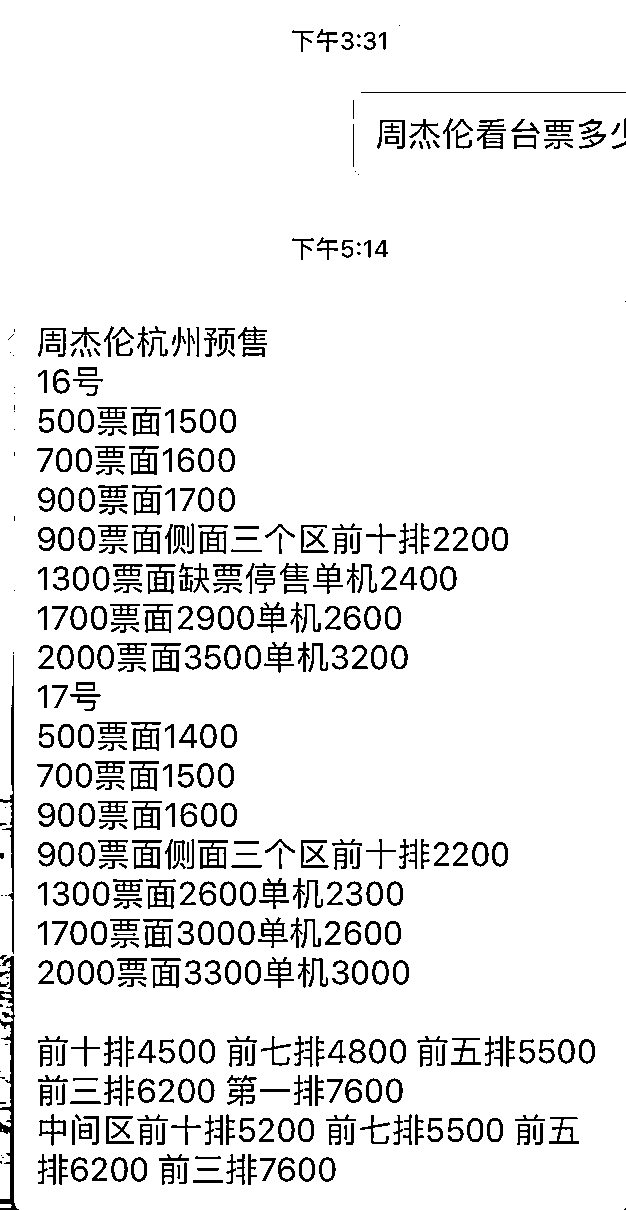 下午3:31
周杰伦看台票多
下午5:14
周杰伦杭州预售
16号
500票面1500
700票面1600
900票面1700
900票面侧面三个区前十排2200
1300票面缺票停售单机2400
1700票面2900单机2600
2000票面3500单机3200
17号
500票面1400
700票面1500
900票面1600
900票面侧面三个区前十排2200
1300票面2600单机2300
1700票面3000单机2600
2000票面3300单机3000
前十排4500 前七排4800 前五排5500
前三排6200 第一排7600
中间区前十排5200 前七排5500 前五
排6200 前三排7600